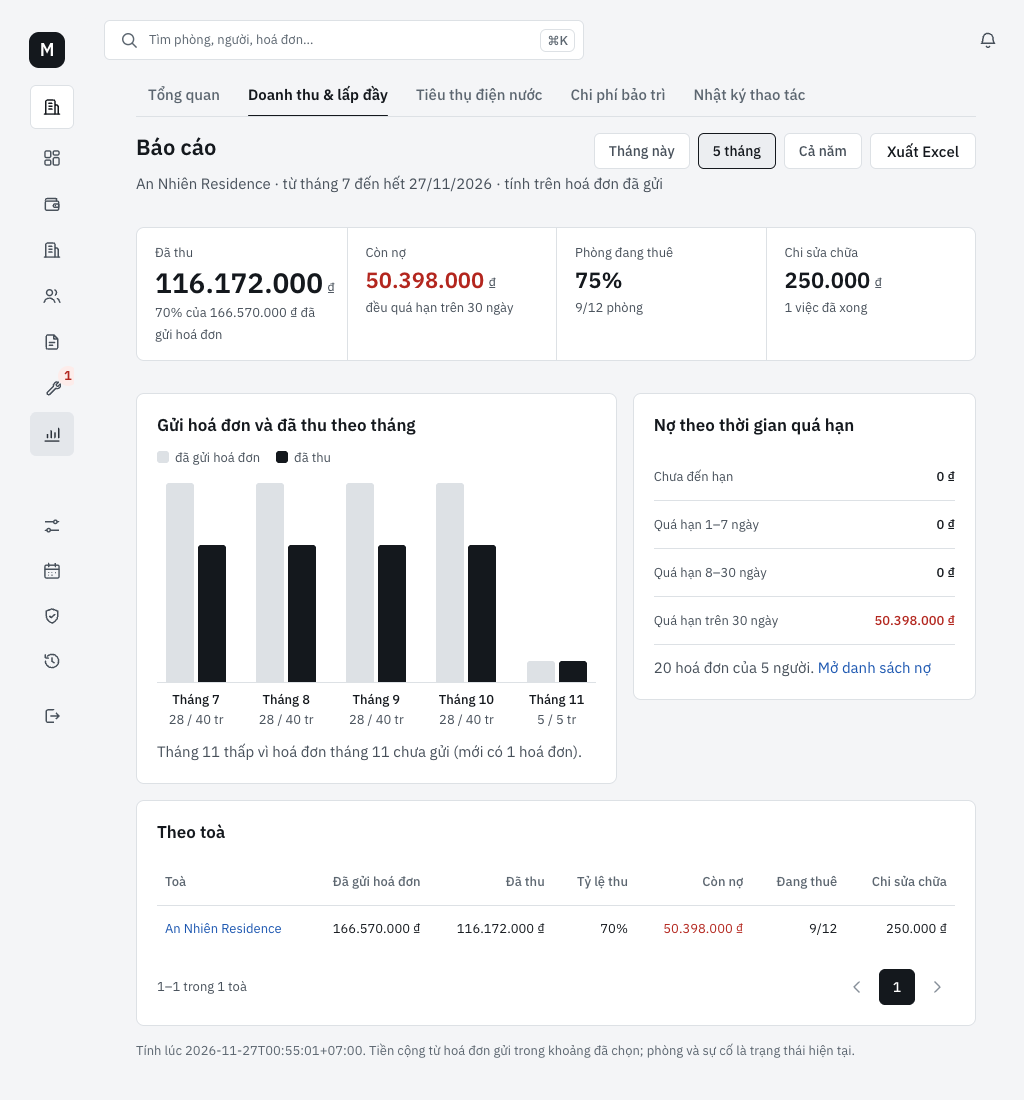 M
Tìm phòng, người, hoá đơn...
⌘K
Tổng quan
Doanh thu & lấp đầy
Tiêu thụ điện nước
Chi phí bảo trì
Nhật ký thao tác
Báo cáo
Tháng này
5 tháng
Cả năm
Xuất Excel
An Nhiên Residence · từ tháng 7 đến hết 27/11/2026 · tính trên hoá đơn đã gửi
Đã thu
116.172.000 đ
70% của 166.570.000 đ đã
gửi hoá đơn
Còn nợ
50.398.000 đ
đều quá hạn trên 30 ngày
Phòng đang thuê
75%
9/12 phòng
Chi sửa chữa
250.000 đ
1 việc đã xong
1
Gửi hoá đơn và đã thu theo tháng
đã gửi hoá đơn
đã thu
Tháng 7
28 / 40 tr
Tháng 8
28 / 40 tr
Tháng 9
28 / 40 tr
Tháng 10
28 / 40 tr
Tháng 11
5 / 5 tr
Tháng 11 thấp vì hoá đơn tháng 11 chưa gửi (mới có 1 hoá đơn).
Nợ theo thời gian quá hạn
Chưa đến hạn 0 đ
Quá hạn 1–7 ngày 0 đ
Quá hạn 8–30 ngày 0 đ
Quá hạn trên 30 ngày 50.398.000 đ
20 hoá đơn của 5 người. Mở danh sách nợ
Theo toà
Toà Đã gửi hoá đơn Đã thu Tỷ lệ thu Còn nợ Đang thuê Chi sửa chữa
An Nhiên Residence 166.570.000 đ 116.172.000 đ 70% 50.398.000 đ 9/12 250.000 đ
1–1 trong 1 toà
1
Tính lúc 2026-11-27T00:55:01+07:00. Tiền cộng từ hoá đơn gửi trong khoảng đã chọn; phòng và sự cố là trạng thái hiện tại.